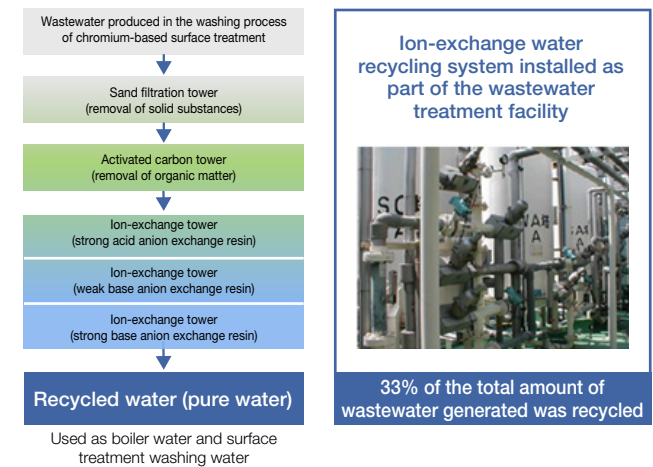 Wastewater produced in the washing process
of chromium-based surface treatment
Sand filtration tower
(removal of solid substances)
Activated carbon tower
(removal of organic matter)
Ion-exchange tower
(strong acid anion exchange resin)
Ion-exchange tower
(weak base anion exchange resin)
Ion-exchange tower
(strong base anion exchange resin)
Recycled water (pure water)
Used as boiler water and surface
treatment washing water
Ion-exchange water
recycling system installed as
part of the wastewater
treatment facility
A
33% of the total amount of
wastewater generated was recycled